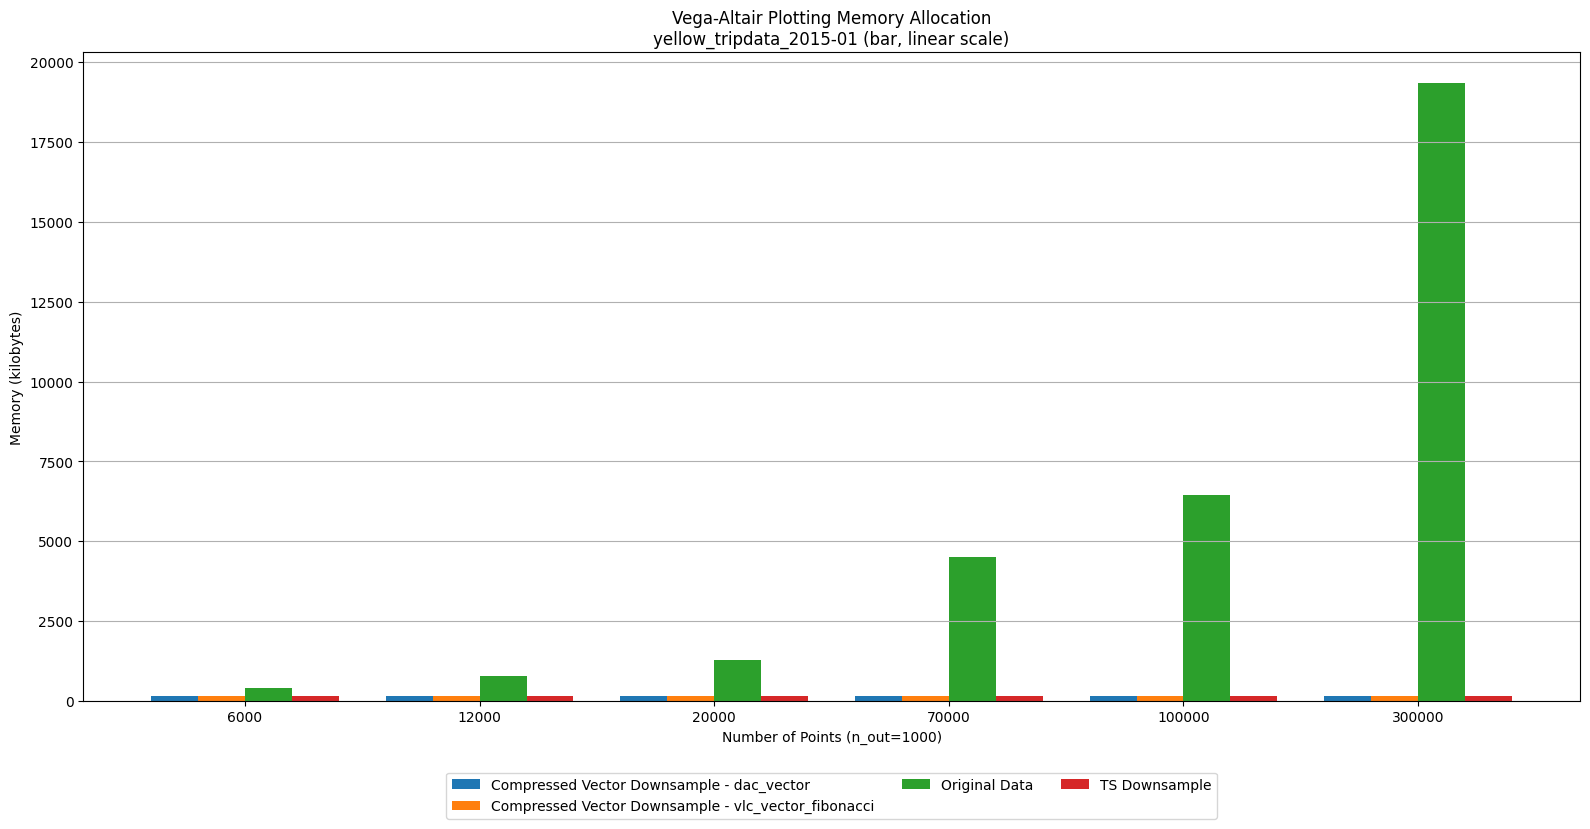 Vega-Altair Plotting Memory Allocation
yellow_tripdata_2015-01 (bar, linear scale)
20000
17500
15000
12500
10000
7500
5000
2500
0
Memory (kilobytes)
6000 12000 20000 70000 100000 300000
Number of Points (n_out=1000)
Compressed Vector Downsample - dac_vector
Compressed Vector Downsample - vlc_vector_fibonacci
Original Data
TS Downsample